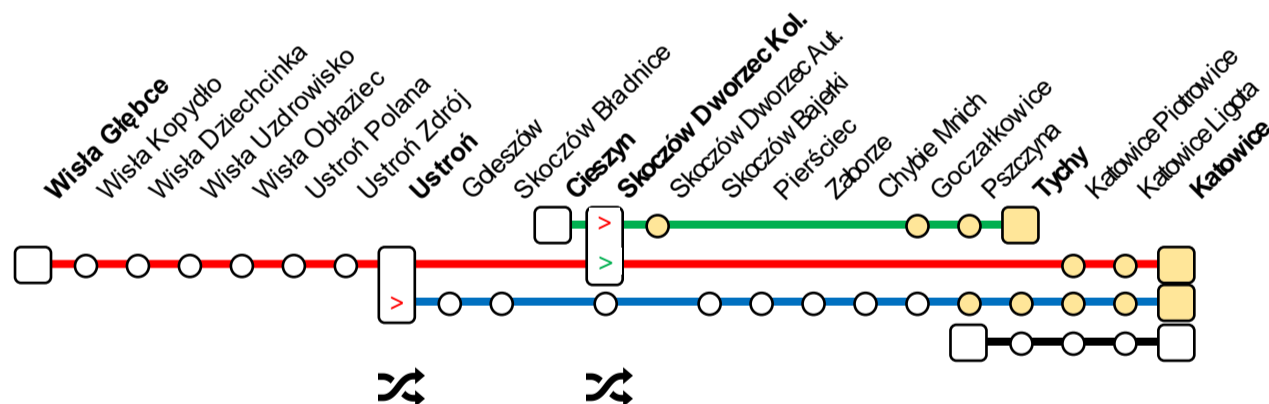 Wisła Głębce
Wisła Kopydło
Wisła Dziechcinka
Wisła Uzdrowisko
Wisła Obłaziec
Ustroń Polana
Ustroń Zdrój
Ustroń
Gdeszów
Skoczów Bładnice
Cieszyn
Skoczów Dworzec Kol.
Skoczów Dworzec Aut.
Skoczów Bajerki
Pierściec
Zaborze
Chybie Mnich
Goczałkowice
Pszczyna
Tychy
Katowice Piotrowice
Katowice Ligota
Katowice
>
>
>